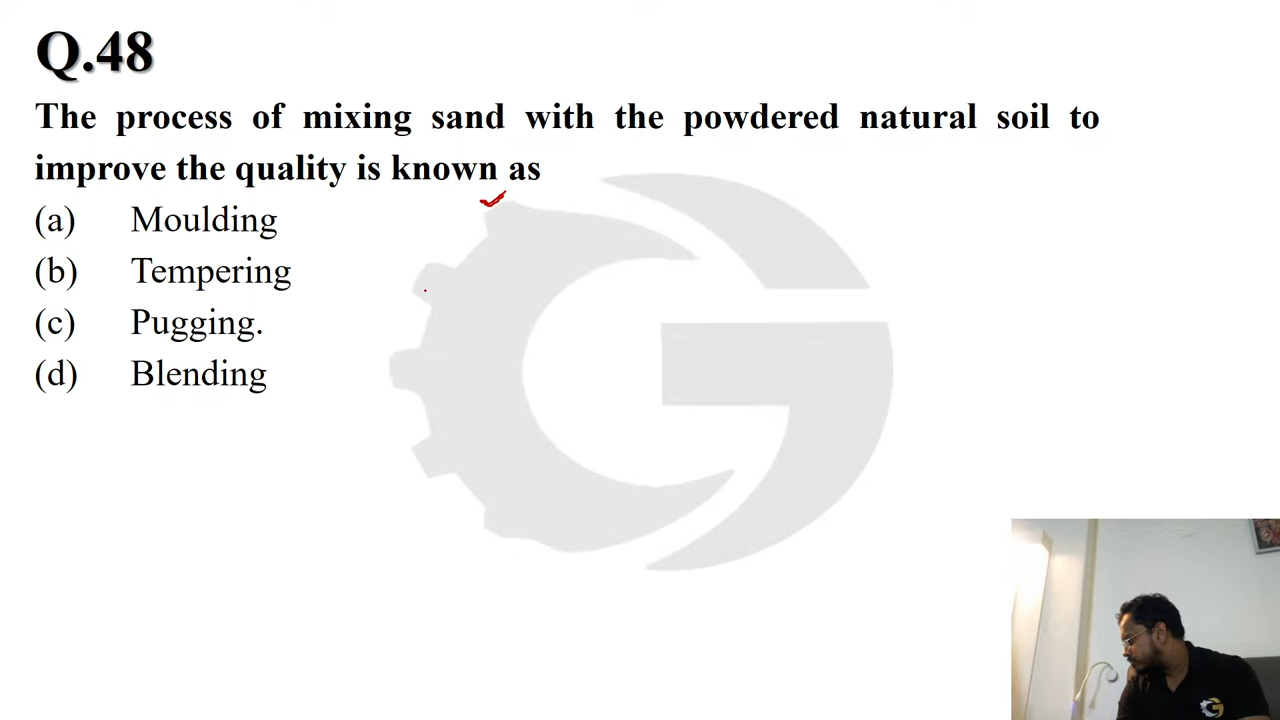 Q.48
The process of mixing sand with the powdered natural soil to
improve the quality is known as
(a) Moulding
(b) Tempering
(c) Pugging.
(d) Blending